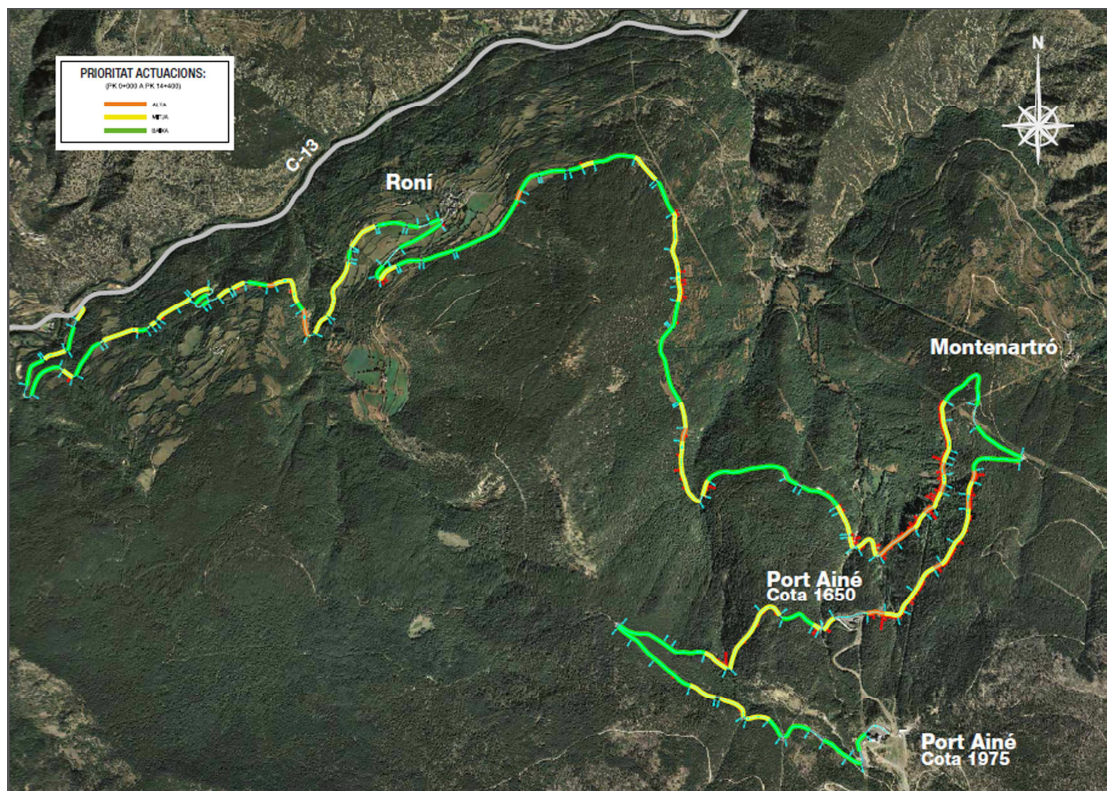 PRIORITAT ACTUACIONS:
(PK 0+000 A PK 14+400)
ALTA
MITJA
BAIXA
N
C-13
Roní
Montenartró
Port Ainé
Cota 1650
Port Ainé
Cota 1975